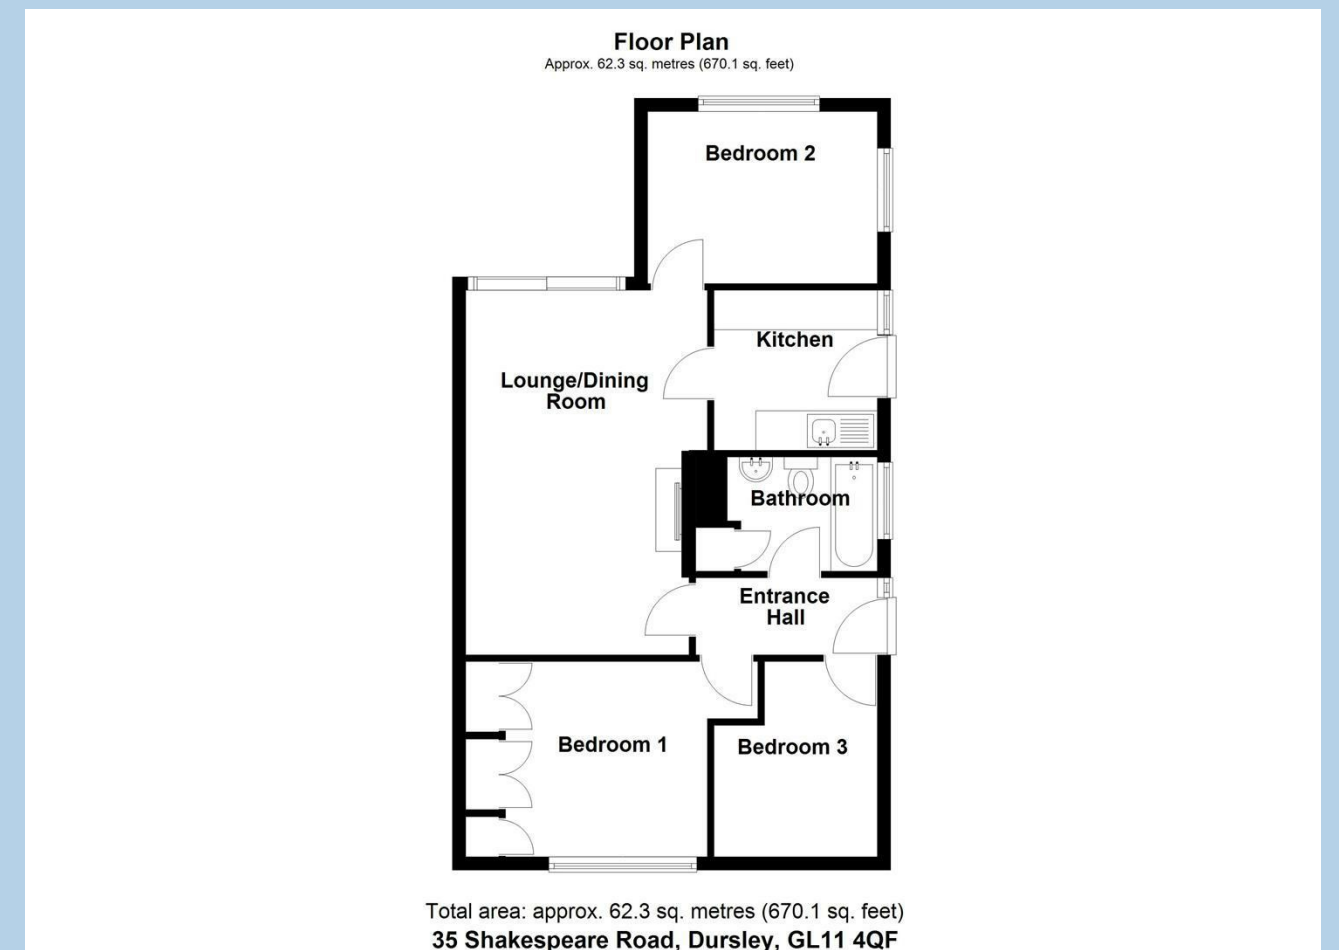 Floor Plan
Approx. 62.3 sq. metres (670.1 sq. feet)
Bedroom 2
Kitchen
Lounge/Dining
Room
Bathroom
Entrance
Hall
Bedroom 1
Bedroom 3
Total area: approx. 62.3 sq. metres (670.1 sq. feet)
35 Shakespeare Road, Dursley, GL11 4QF